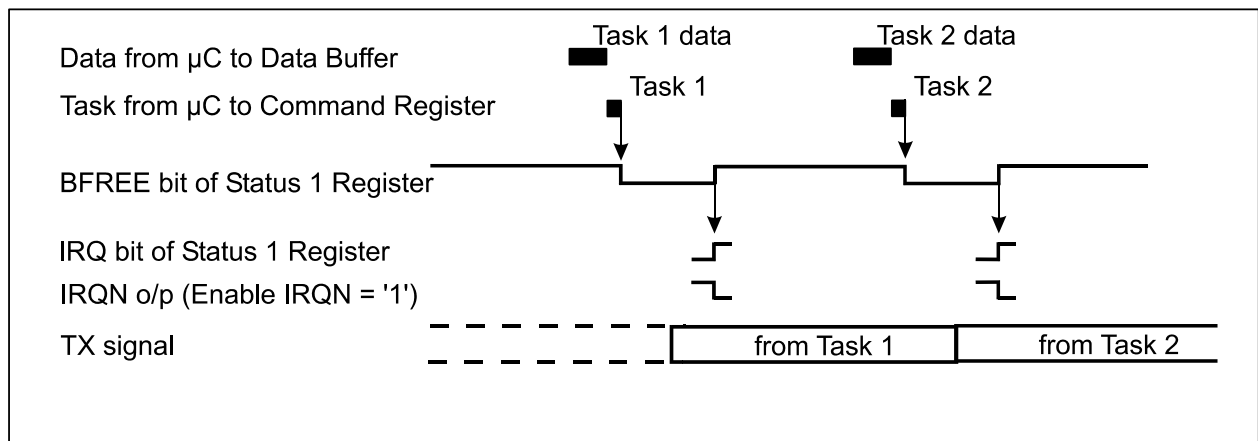 Task 1 data
Task 2 data
Data from µC to Data Buffer
Task 1
Task 2
Task from µC to Command Register
BFREE bit of Status 1 Register
IRQ bit of Status 1 Register
IRQN o/p (Enable IRQN = '1')
TX signal
from Task 1
from Task 2